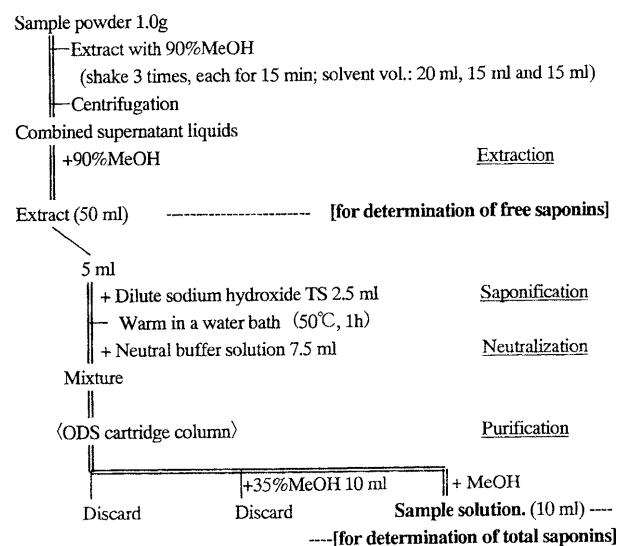 Sample powder 1.0g
Extract with 90%MeOH
(shake 3 times, each for 15 min; solvent vol.: 20 ml, 15 ml and 15 ml)
Centrifugation
Combined supernatant liquids
+90%MeOH Extraction
Extract (50 ml) ---------------------- [for determination of free saponins]
5 ml
+ Dilute sodium hydroxide TS 2.5 ml Saponification
Warm in a water bath (50℃, 1h)
+ Neutral buffer solution 7.5 ml Neutralization
Mixture
〈ODS cartridge column〉 Purification
+35%MeOH 10 ml + MeOH
Discard Discard Sample solution. (10 ml) ----
----[for determination of total saponins]